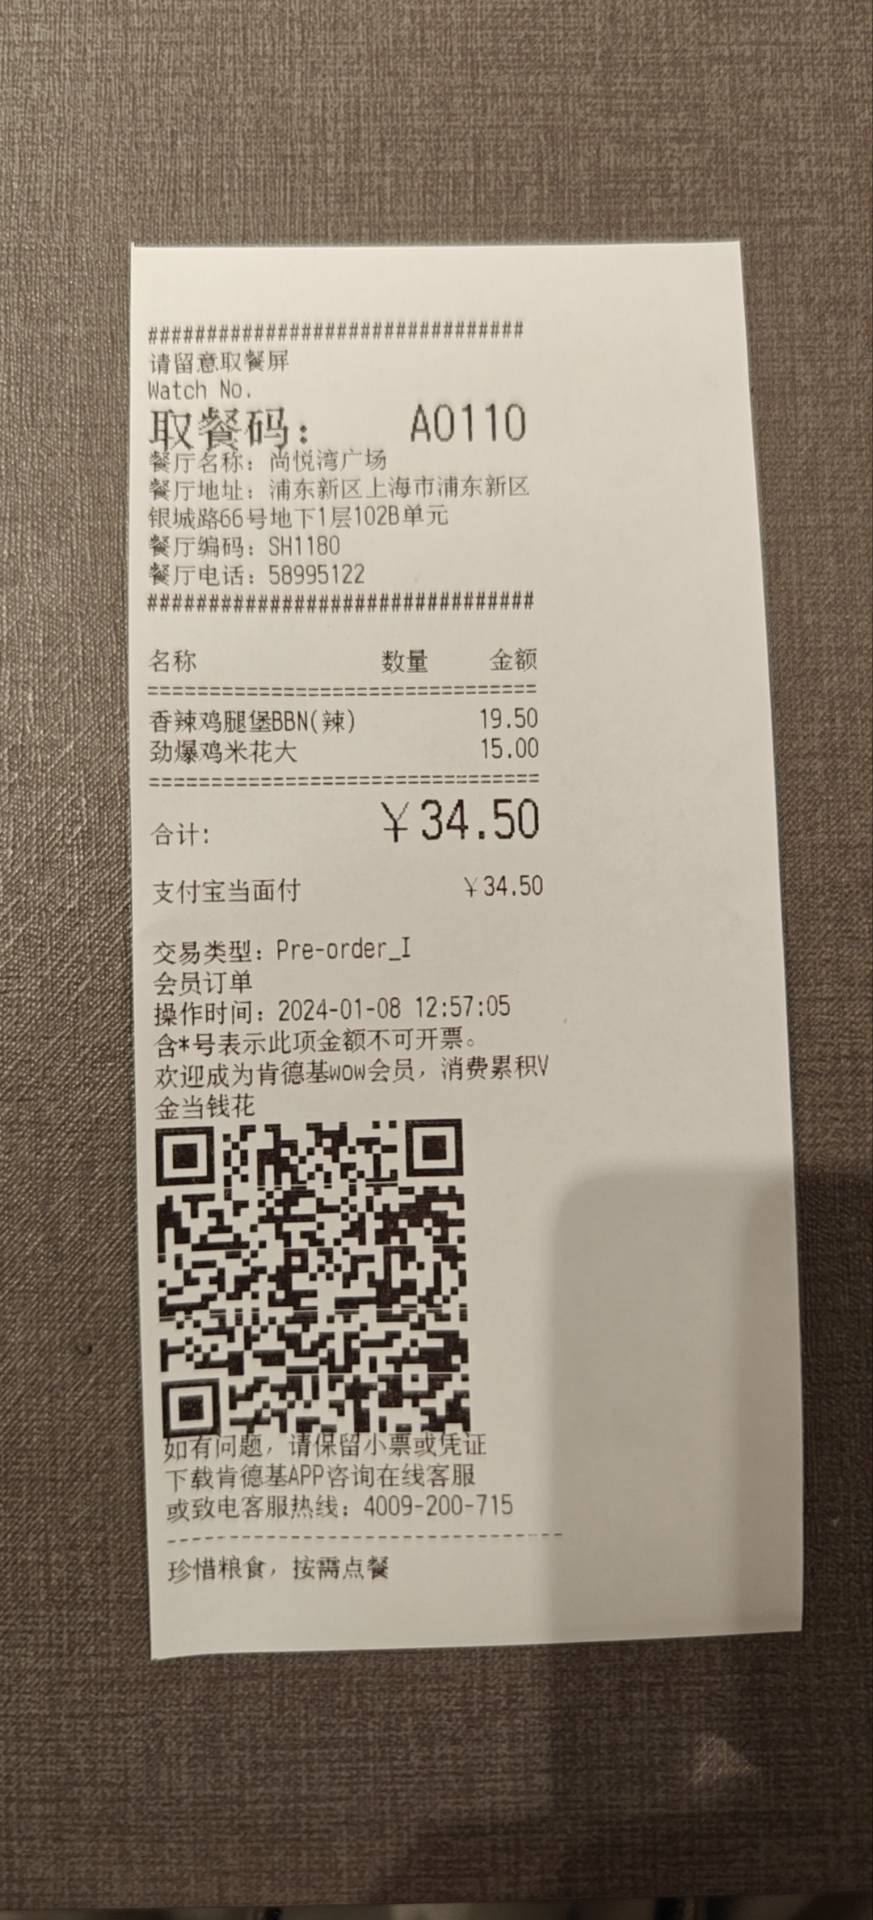 ################################
请留意取餐屏
Watch No.
取餐码： A0110
餐厅名称：尚悦湾广场
餐厅地址：浦东新区上海市浦东新区
银城路66号地下1层102B单元
餐厅编码：SH1180
餐厅电话：58995122
################################
名称 数量 金额
================================
香辣鸡腿堡BBN(辣) 19.50
劲爆鸡米花大 15.00
================================
合计: ￥34.50
支付宝当面付 ￥34.50
交易类型：Pre-order_I
会员订单
操作时间：2024-01-08 12:57:05
含*号表示此项金额不可开票。
欢迎成为肯德基wow会员，消费累积V
金当钱花
如有问题，请保留小票或凭证
下载肯德基APP咨询在线客服
或致电客服热线：4009-200-715
--------------------------------
珍惜粮食，按需点餐